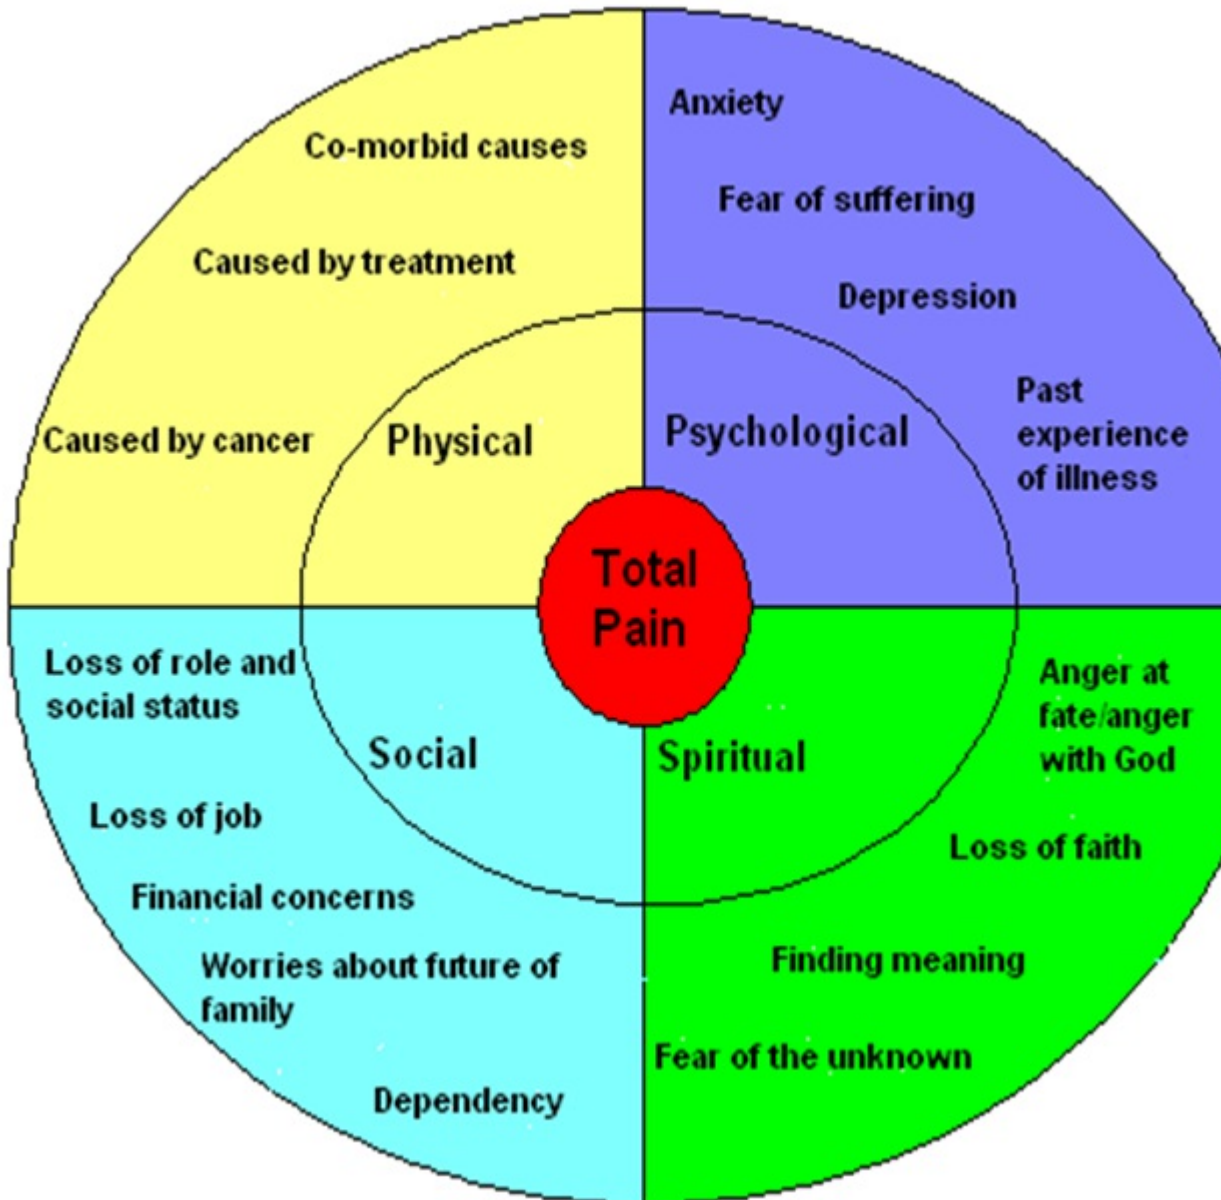 Co-morbid causes
Caused by treatment
Caused by cancer
Physical
Anxiety
Fear of suffering
Depression
Past
experience
of illness
Psychological
Total
Pain
Loss of role and
social status
Loss of job
Financial concerns
Worries about future of
family
Dependency
Social
Spiritual
Anger at
fate/anger
with God
Loss of faith
Finding meaning
Fear of the unknown